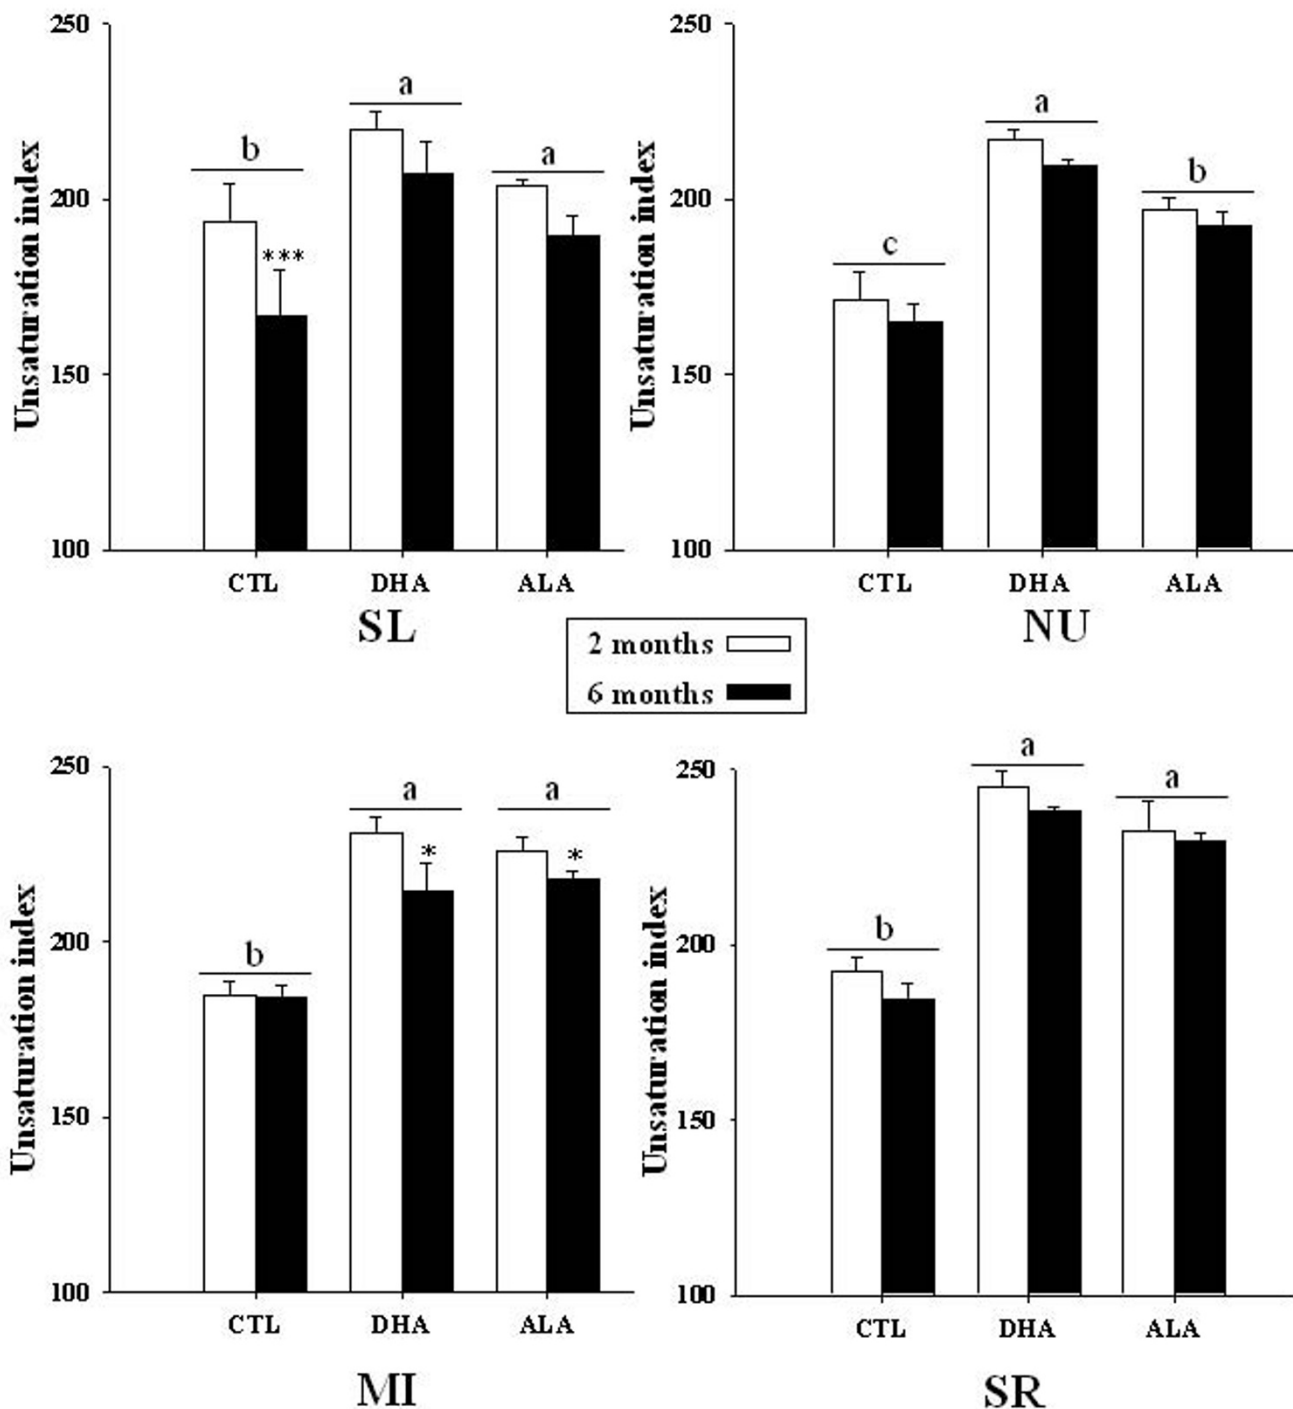 250
200
150
100
Unsaturation index
b
***
a
a
CTL
DHA
ALA
SL
250
200
150
100
Unsaturation index
c
a
b
CTL
DHA
ALA
NU
2 months
6 months
250
200
150
100
Unsaturation index
b
a
*
a
*
CTL
DHA
ALA
MI
250
200
150
100
Unsaturation index
b
a
a
CTL
DHA
ALA
SR